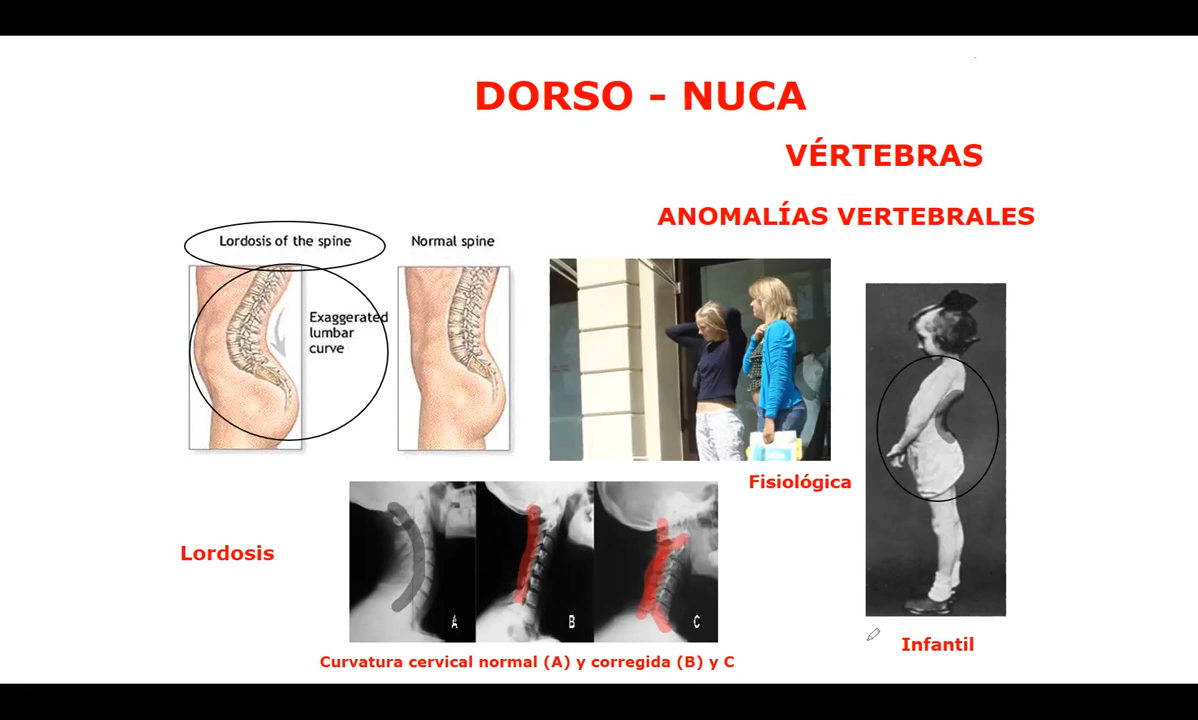 DORSO - NUCA
VÉRTEBRAS
ANOMALÍAS VERTEBRALES
Lordosis of the spine
Normal spine
Exaggerated
lumbar
curve
Fisiológica
Lordosis
A
B
C
Curvatura cervical normal (A) y corregida (B) y C
Infantil